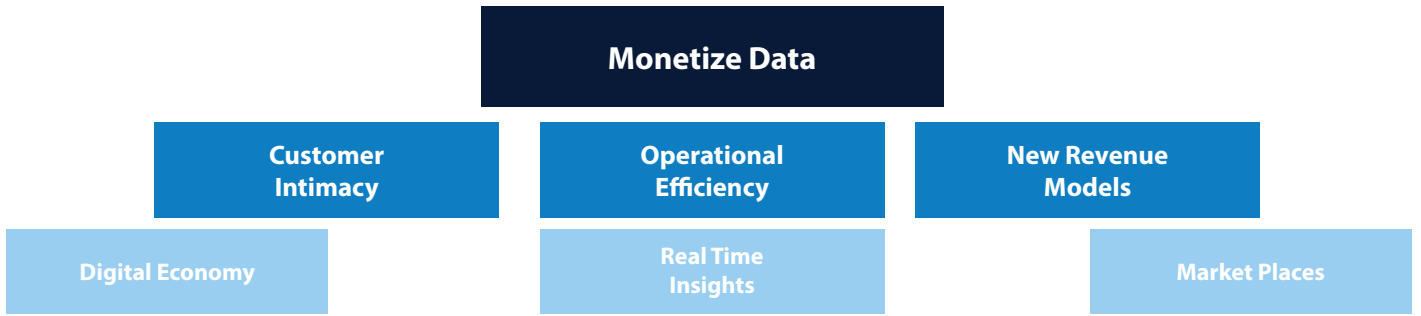 Monetize Data
Customer
Intimacy
Operational
Efficiency
New Revenue
Models
Digital Economy
Real Time
Insights
Market Places